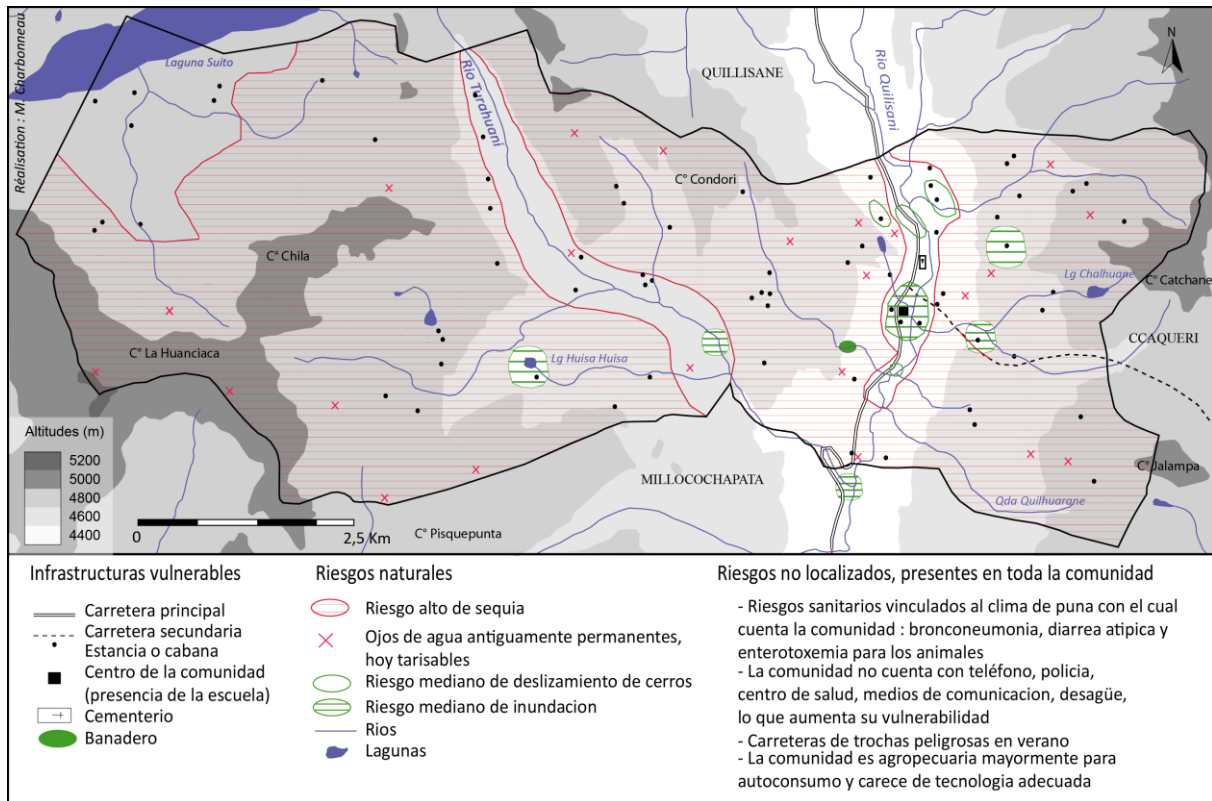 Réalisation : M. Charbonneau
Laguna Suito
Rio Turahuani
QUILLISANE
Rio Quilisani
N
C° Condori
C° Chila
Lg Chalhuane
C° Catchane
C° La Huanciaca
Lg Huisa Huisa
CCAQUERI
Altitudes (m)
5200
5000
4800
4600
4400
MILLOCOCHAPATA
C° Jalampa
Qda Quilhuarane
0
2,5 Km
C° Pisquepunta
Infrastructuras vulnerables
Carretera principal
Carretera secundaria
Estancia o cabana
Centro de la comunidad
(presencia de la escuela)
Cementerio
Banadero
Riesgos naturales
Riesgo alto de sequia
Ojos de agua antiguamente permanentes,
hoy tarisables
Riesgo mediano de deslizamiento de cerros
Riesgo mediano de inundacion
Rios
Lagunas
Riesgos no localizados, presentes en toda la comunidad
- Riesgos sanitarios vinculados al clima de puna con el cual
cuenta la comunidad : bronconeumonia, diarrea atipica y
enterotoxemia para los animales
- La comunidad no cuenta con teléfono, policia,
centro de salud, medios de comunicacion, desagüe,
lo que aumenta su vulnerabilidad
- Carreteras de trochas peligrosas en verano
- La comunidad es agropecuaria mayormente para
autoconsumo y carece de tecnologia adecuada